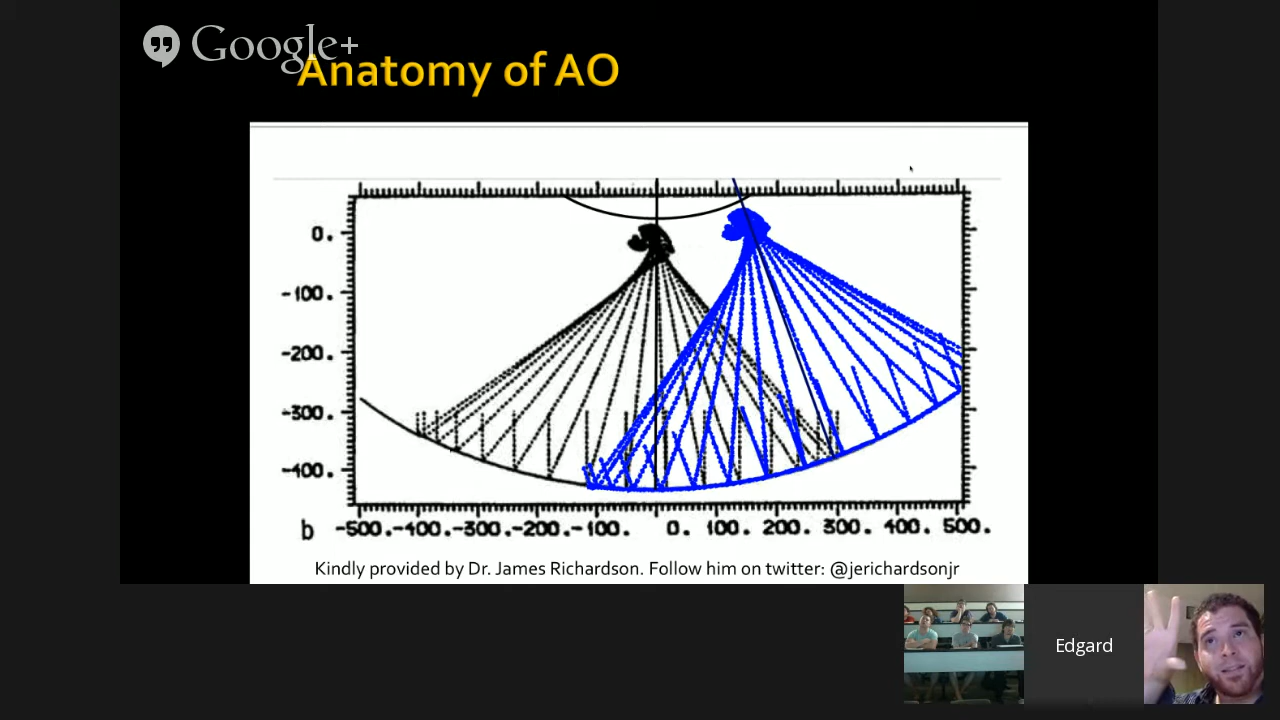 Google+
Anatomy of AO
0.
-100.
-200.
-300.
-400.
b -500.-400.-300.-200.-100. 0. 100. 200. 300. 400. 500.
Kindly provided by Dr. James Richardson. Follow him on twitter: @jerichardsonjr
Edgard